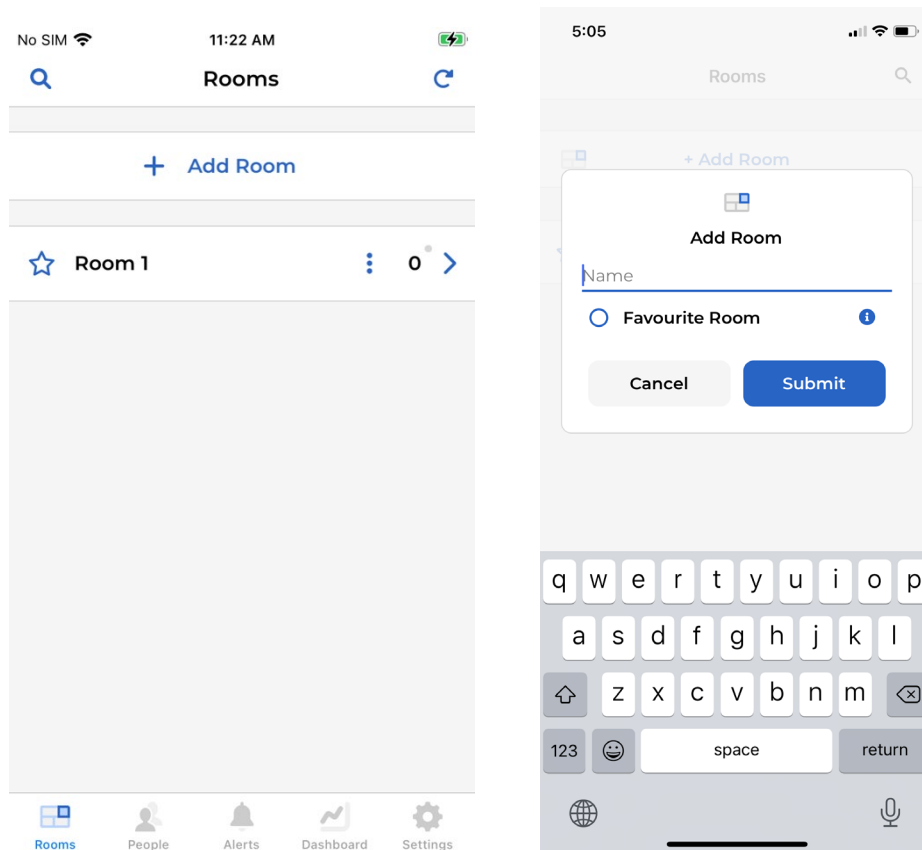 No SIM 11:22 AM
Rooms
+ Add Room
Room 1 0
Rooms People Alerts Dashboard Settings
5:05
Rooms
+ Add Room
Add Room
Name
Favourite Room
Cancel Submit
q w e r t y u i o p
a s d f g h j k l
z x c v b n m
123 space return